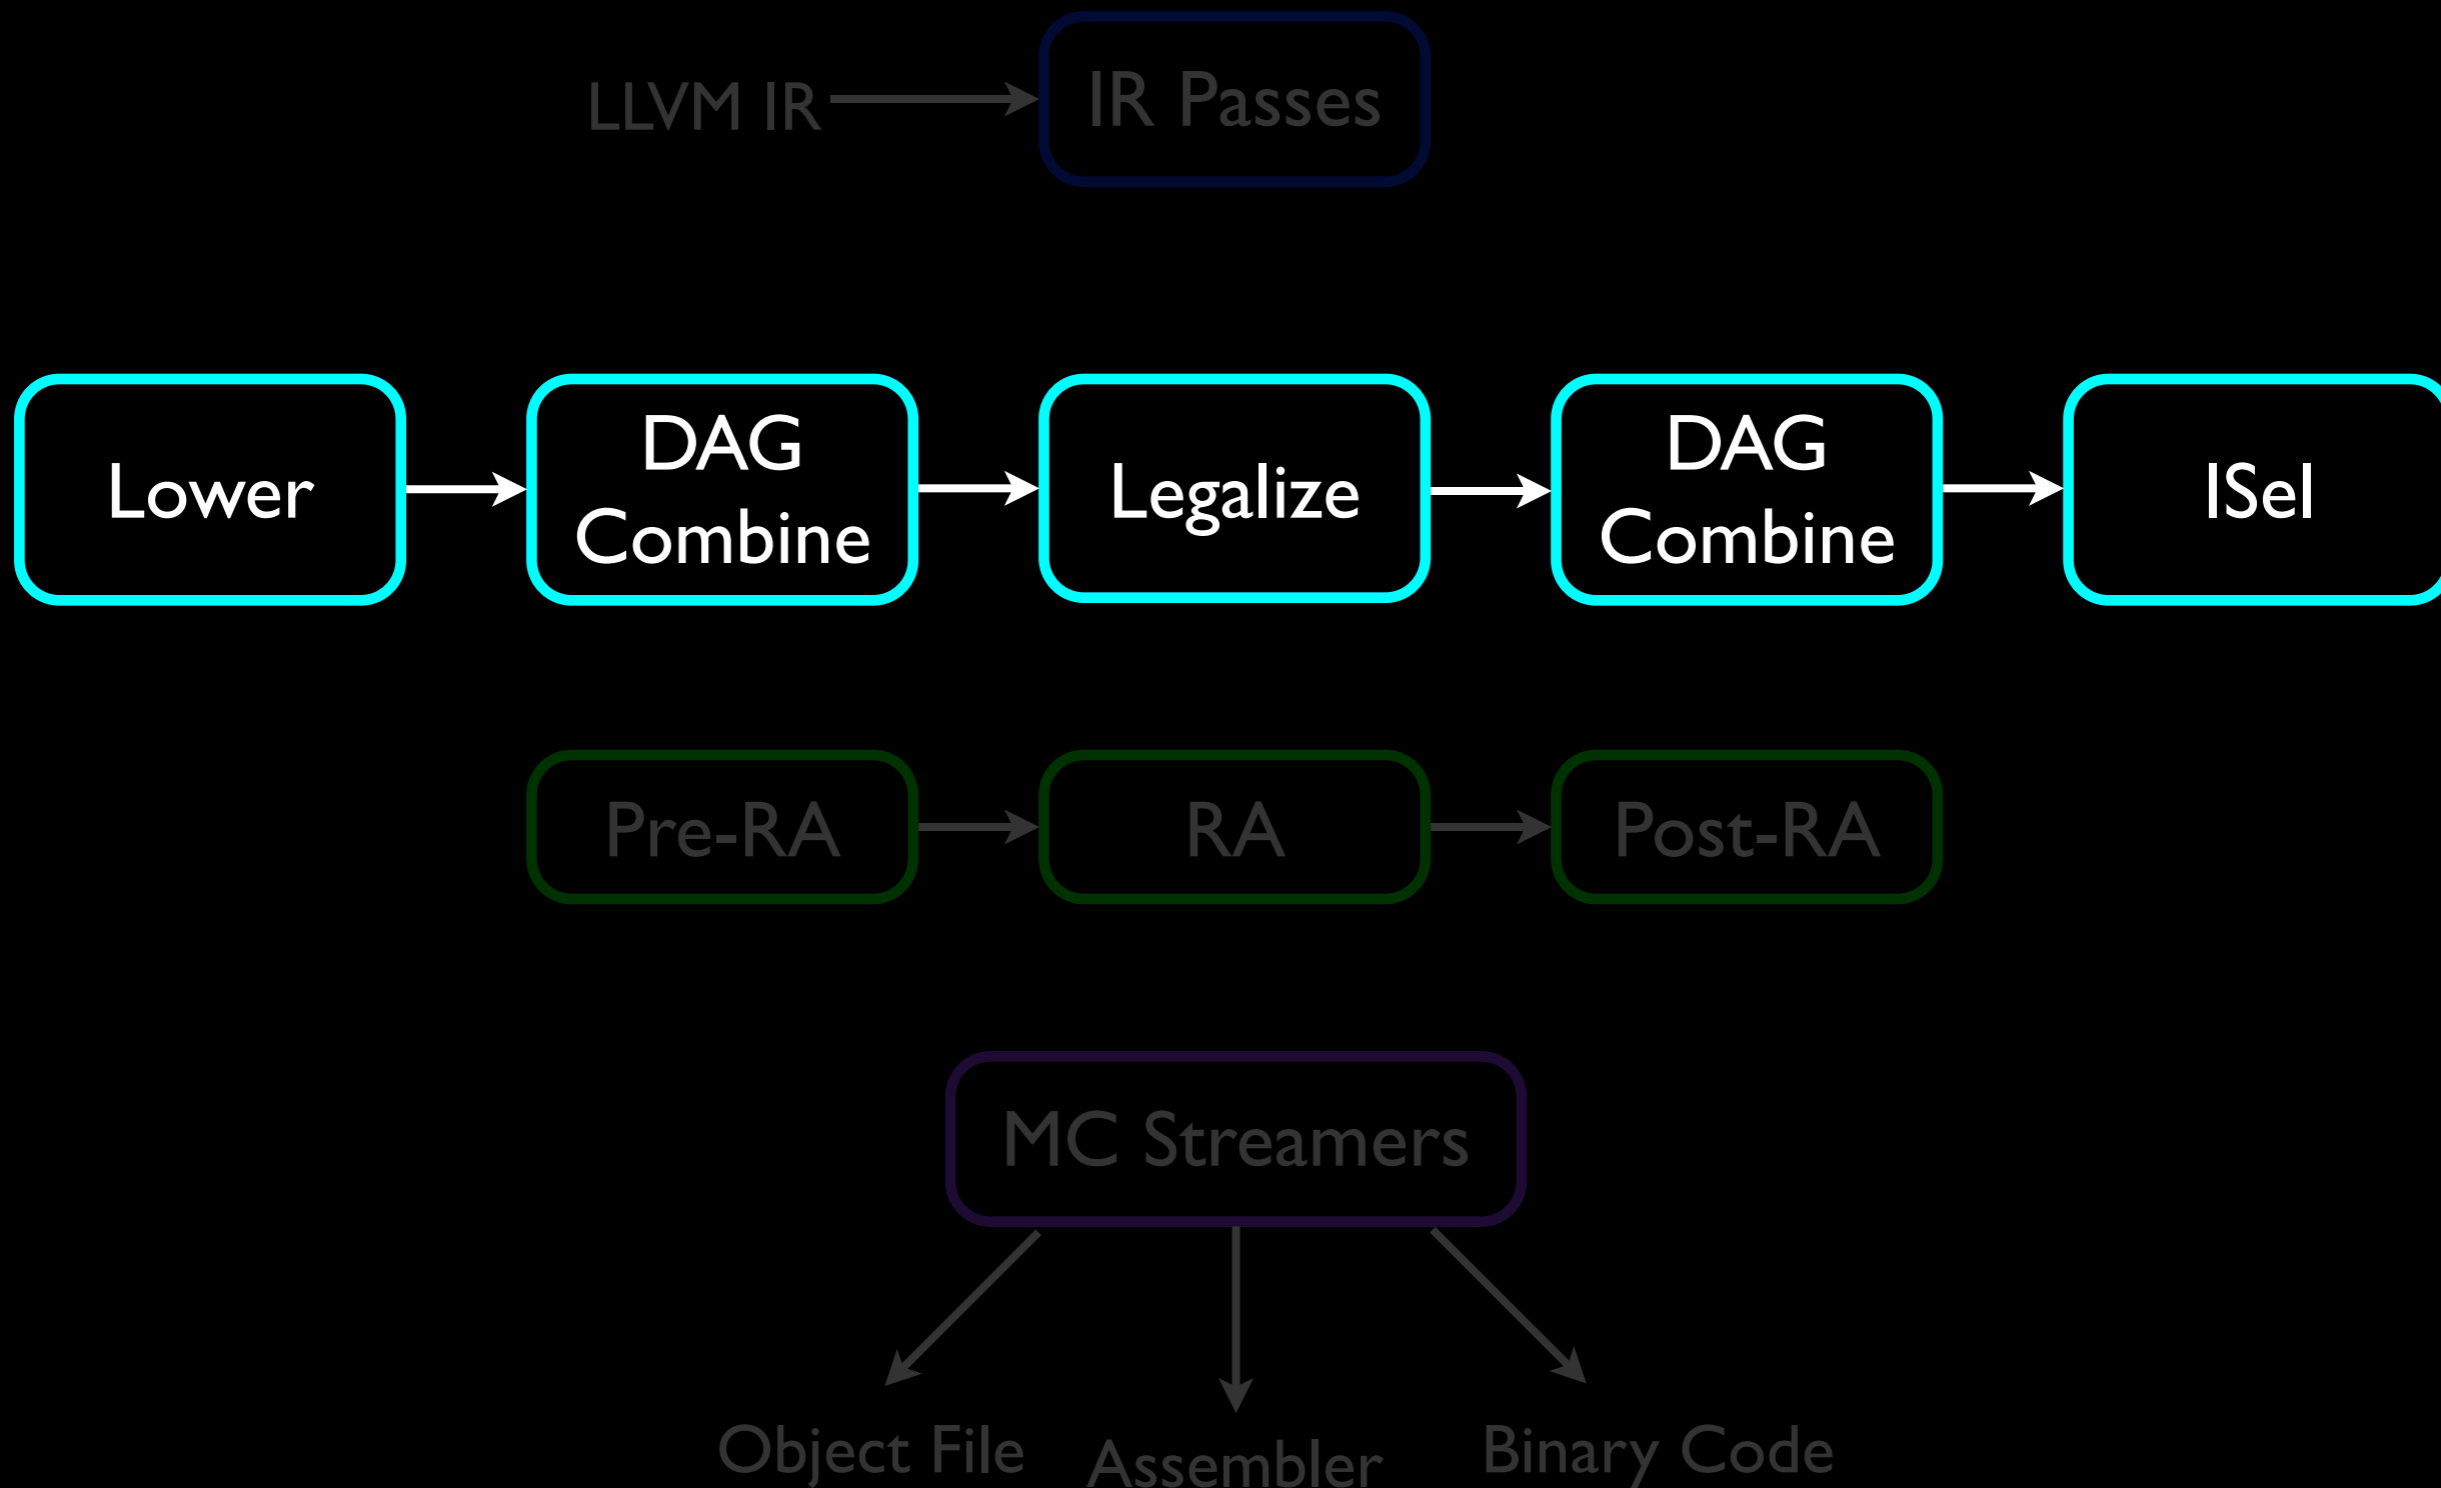 LLVM IR
IR Passes
Lower
DAG
Combine
Legalize
DAG
Combine
ISel
Pre-RA
RA
Post-RA
MC Streamers
Object File
Assembler
Binary Code